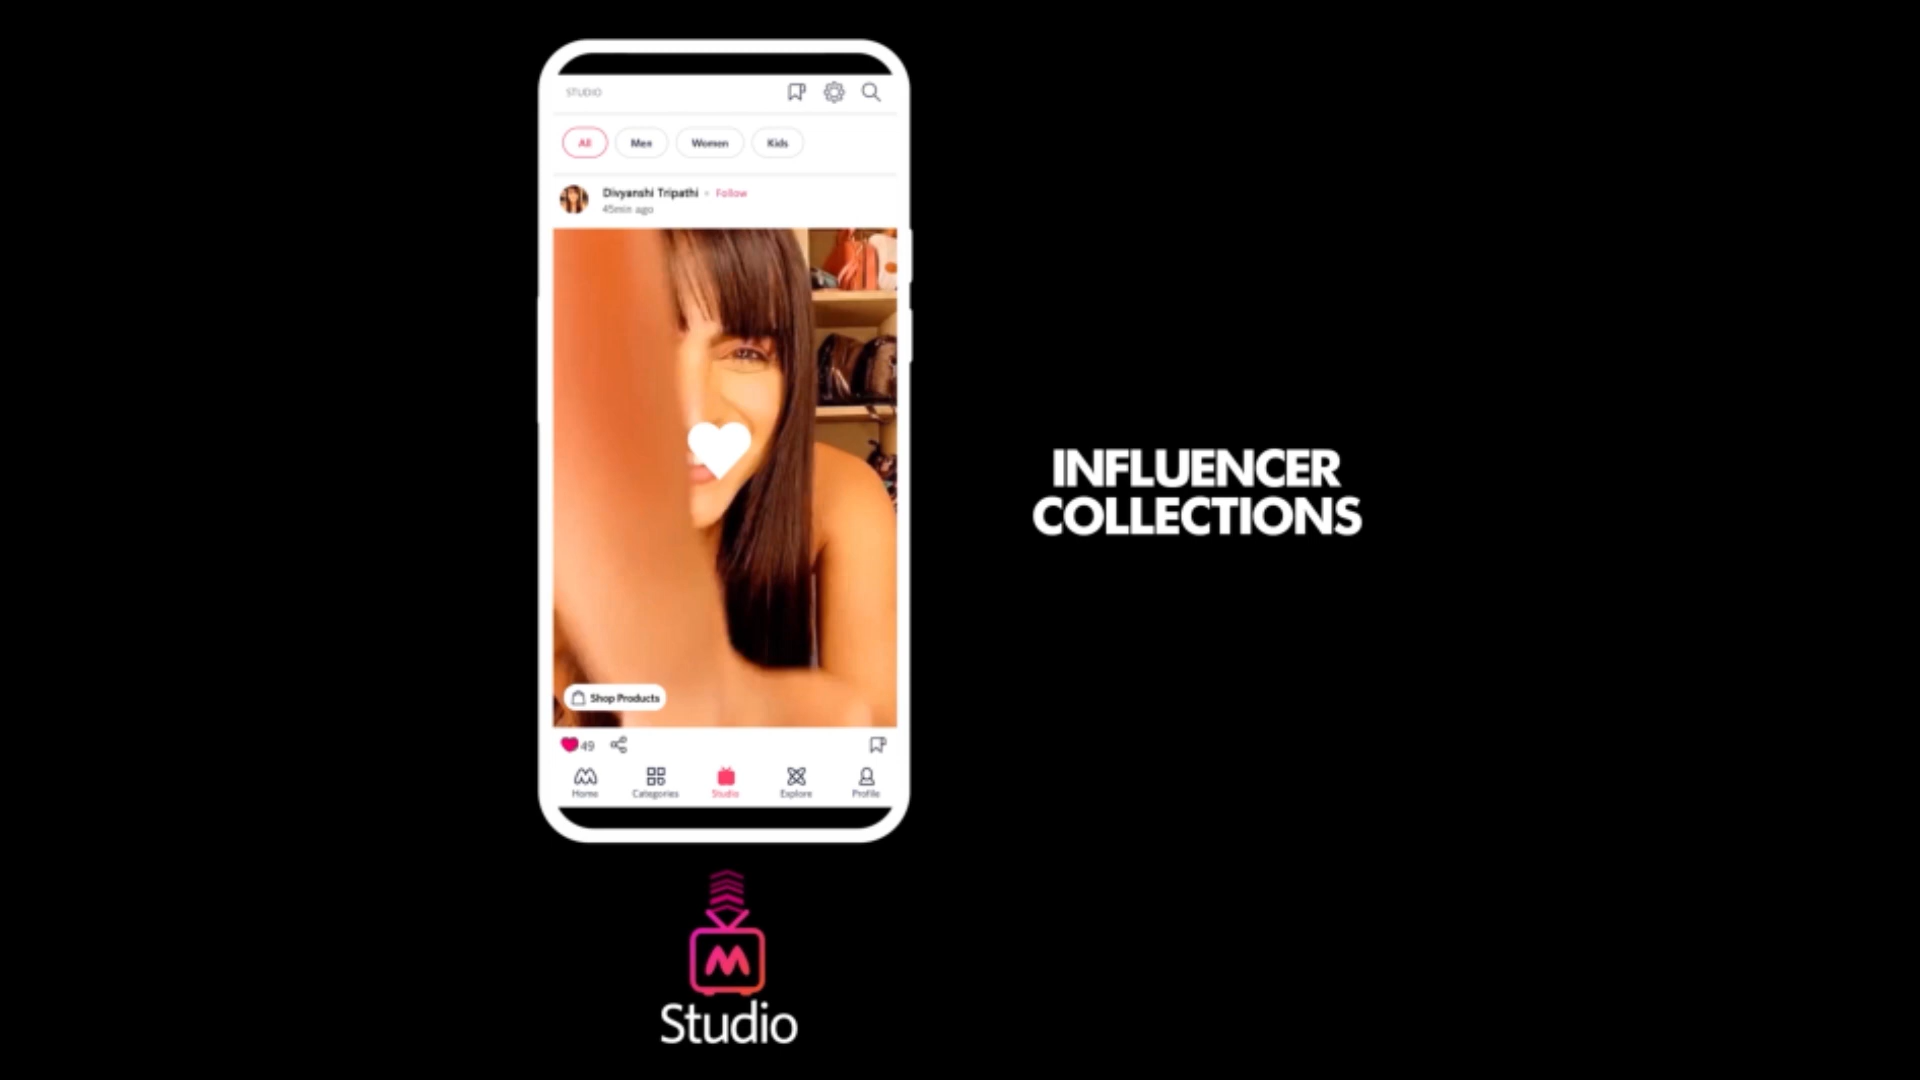 STUDIO
All Men Women Kids
Divyanshi Tripathi • Follow
45min ago
Shop Products
49
Home Categories Studio Explore Profile
INFLUENCER
COLLECTIONS
M
Studio